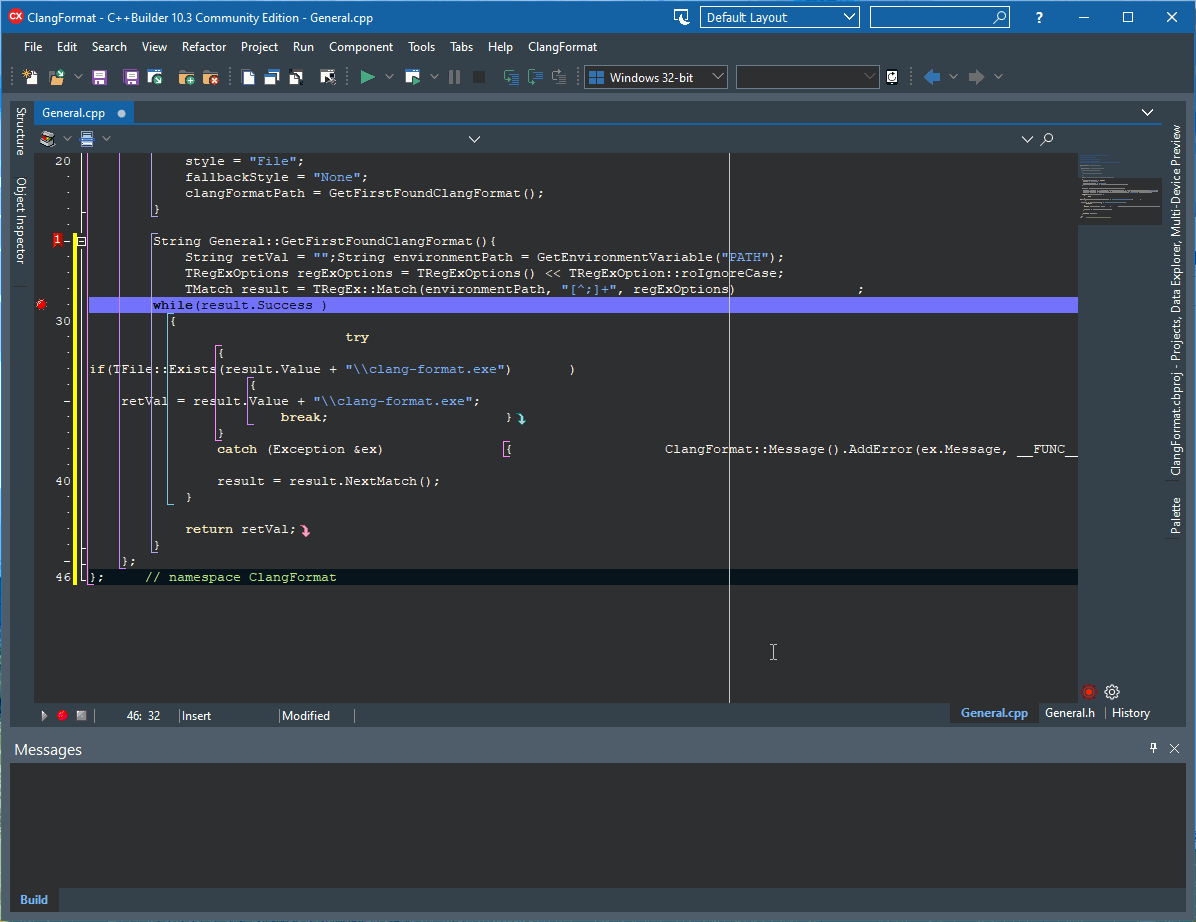 ClangFormat - C++Builder 10.3 Community Edition - General.cpp
Default Layout
?
File Edit Search View Refactor Project Run Component Tools Tabs Help ClangFormat
Windows 32-bit
Structure
Object Inspector
General.cpp
20 style = "File";
fallbackStyle = "None";
clangFormatPath = GetFirstFoundClangFormat();
}
1 String General::GetFirstFoundClangFormat(){
String retVal = "";String environmentPath = GetEnvironmentVariable("PATH");
TRegExOptions regExOptions = TRegExOptions() << TRegExOption::roIgnoreCase;
TMatch result = TRegEx::Match(environmentPath, "[^;]+", regExOptions) ;
while(result.Success )
30 {
try
{
if(TFile::Exists(result.Value + "\\clang-format.exe") )
{
retVal = result.Value + "\\clang-format.exe";
break; }
}
catch (Exception &ex) { ClangFormat::Message().AddError(ex.Message, __FUNC__
40 result = result.NextMatch();
}
return retVal;
}
};
46 }; // namespace ClangFormat
46: 32 Insert Modified
General.cpp General.h History
ClangFormat.cbproj - Projects, Data Explorer, Multi-Device Preview
Palette
Messages
Build